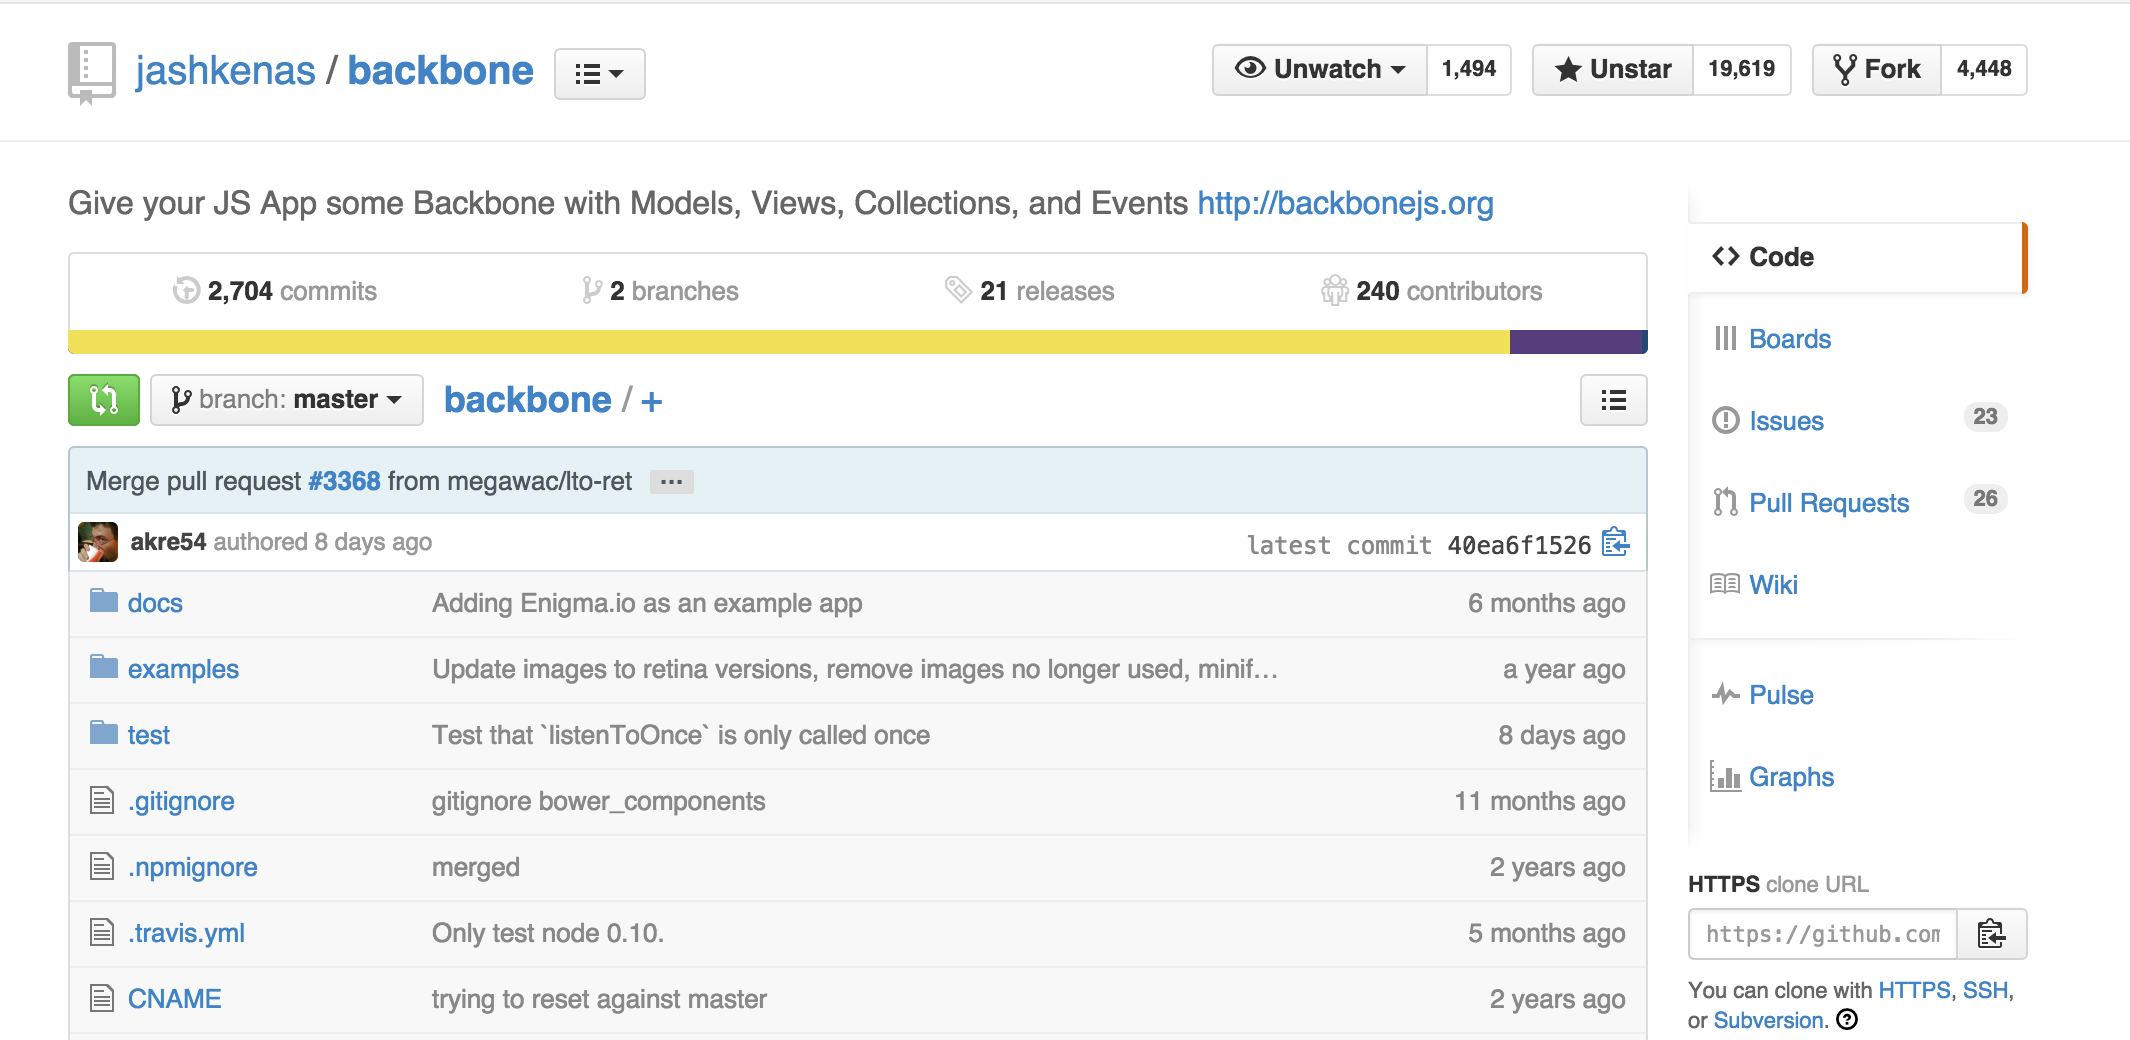 jashkenas / backbone
Unwatch 1,494
Unstar 19,619
Fork 4,448
Give your JS App some Backbone with Models, Views, Collections, and Events http://backbonejs.org
2,704 commits 2 branches 21 releases 240 contributors
branch: master backbone / +
Merge pull request #3368 from megawac/lto-ret ...
akre54 authored 8 days ago latest commit 40ea6f1526
docs Adding Enigma.io as an example app 6 months ago
examples Update images to retina versions, remove images no longer used, minif… a year ago
test Test that `listenToOnce` is only called once 8 days ago
.gitignore gitignore bower_components 11 months ago
.npmignore merged 2 years ago
.travis.yml Only test node 0.10. 5 months ago
CNAME trying to reset against master 2 years ago
Code
Boards
Issues 23
Pull Requests 26
Wiki
Pulse
Graphs
HTTPS clone URL
https://github.com
You can clone with HTTPS, SSH,
or Subversion.